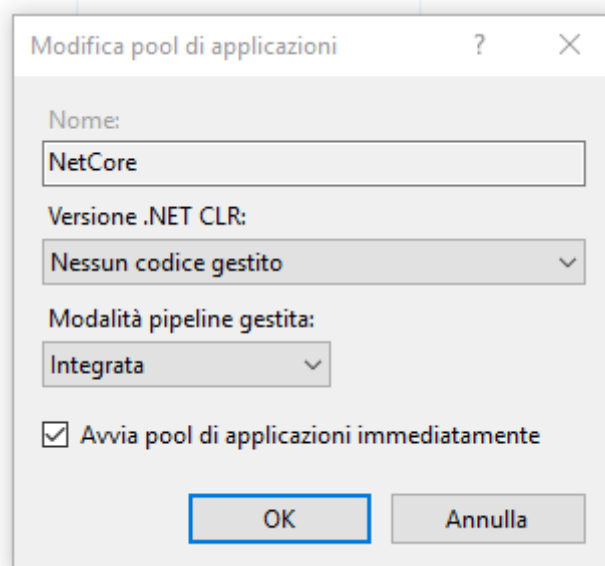 Modifica pool di applicazioni
Nome:
NetCore
Versione .NET CLR:
Nessun codice gestito
Modalità pipeline gestita:
Integrata
Avvia pool di applicazioni immediatamente
OK Annulla